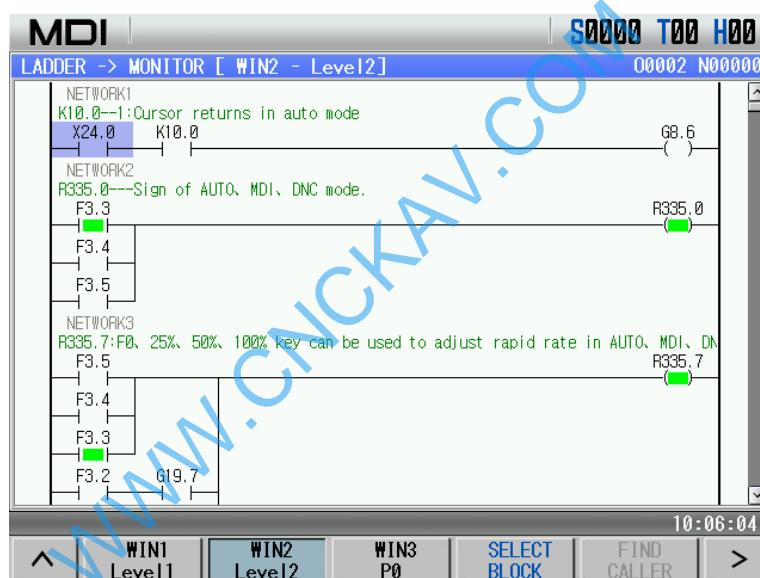 MDI S0000 T00 H00
LADDER -> MONITOR [ WIN2 - Level2] O0002 N00000
NETWORK1
K10.0--1:Cursor returns in auto mode
X24.0 K10.0 G8.6
NETWORK2
R335.0---Sign of AUTO、MDI、DNC mode.
F3.3 R335.0
F3.4
F3.5
NETWORK3
R335.7:F0、25%、50%、100% key can be used to adjust rapid rate in AUTO、MDI、DN
F3.5 R335.7
F3.4
F3.3
F3.2 G19.7
10:06:04
WIN1 WIN2 WIN3 SELECT FIND
Level1 Level2 P0 BLOCK CALLER
WWW.CNCKAV.COM